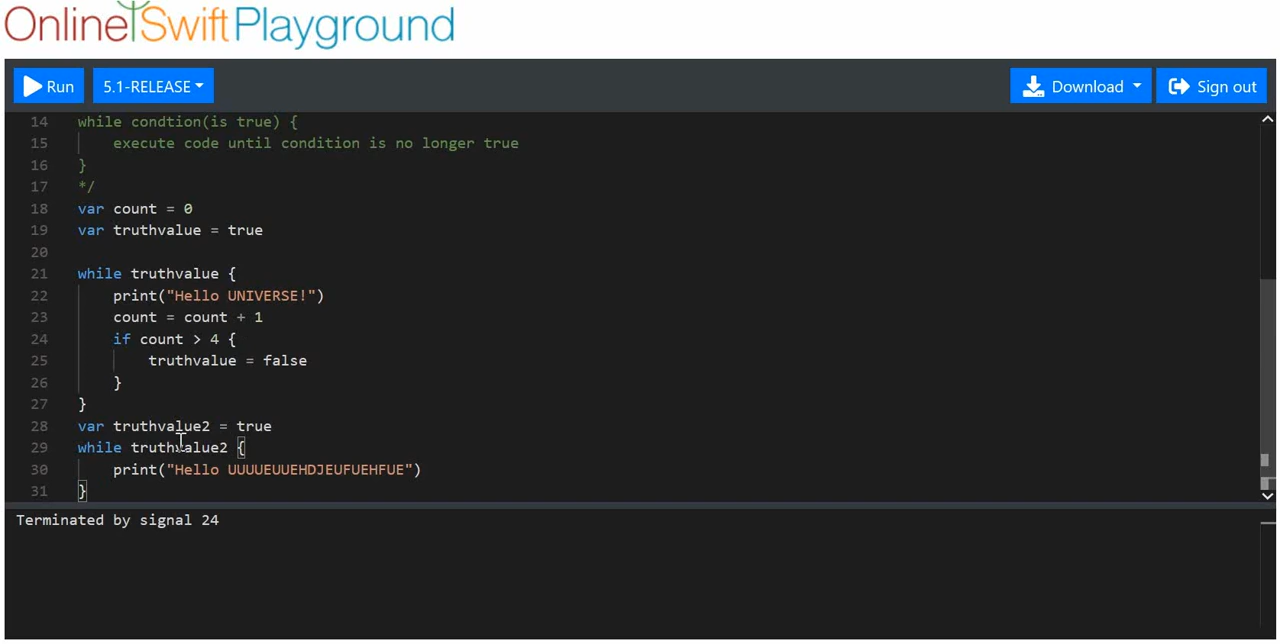 Online Swift Playground
Run 5.1-RELEASE Download Sign out
14 while condtion(is true) {
15 execute code until condition is no longer true
16 }
17 */
18 var count = 0
19 var truthvalue = true
20
21 while truthvalue {
22 print("Hello UNIVERSE!")
23 count = count + 1
24 if count > 4 {
25 truthvalue = false
26 }
27 }
28 var truthvalue2 = true
29 while truthvalue2 {
30 print("Hello UUUUEUUEHDJEUFUEHFUE")
31 }
Terminated by signal 24